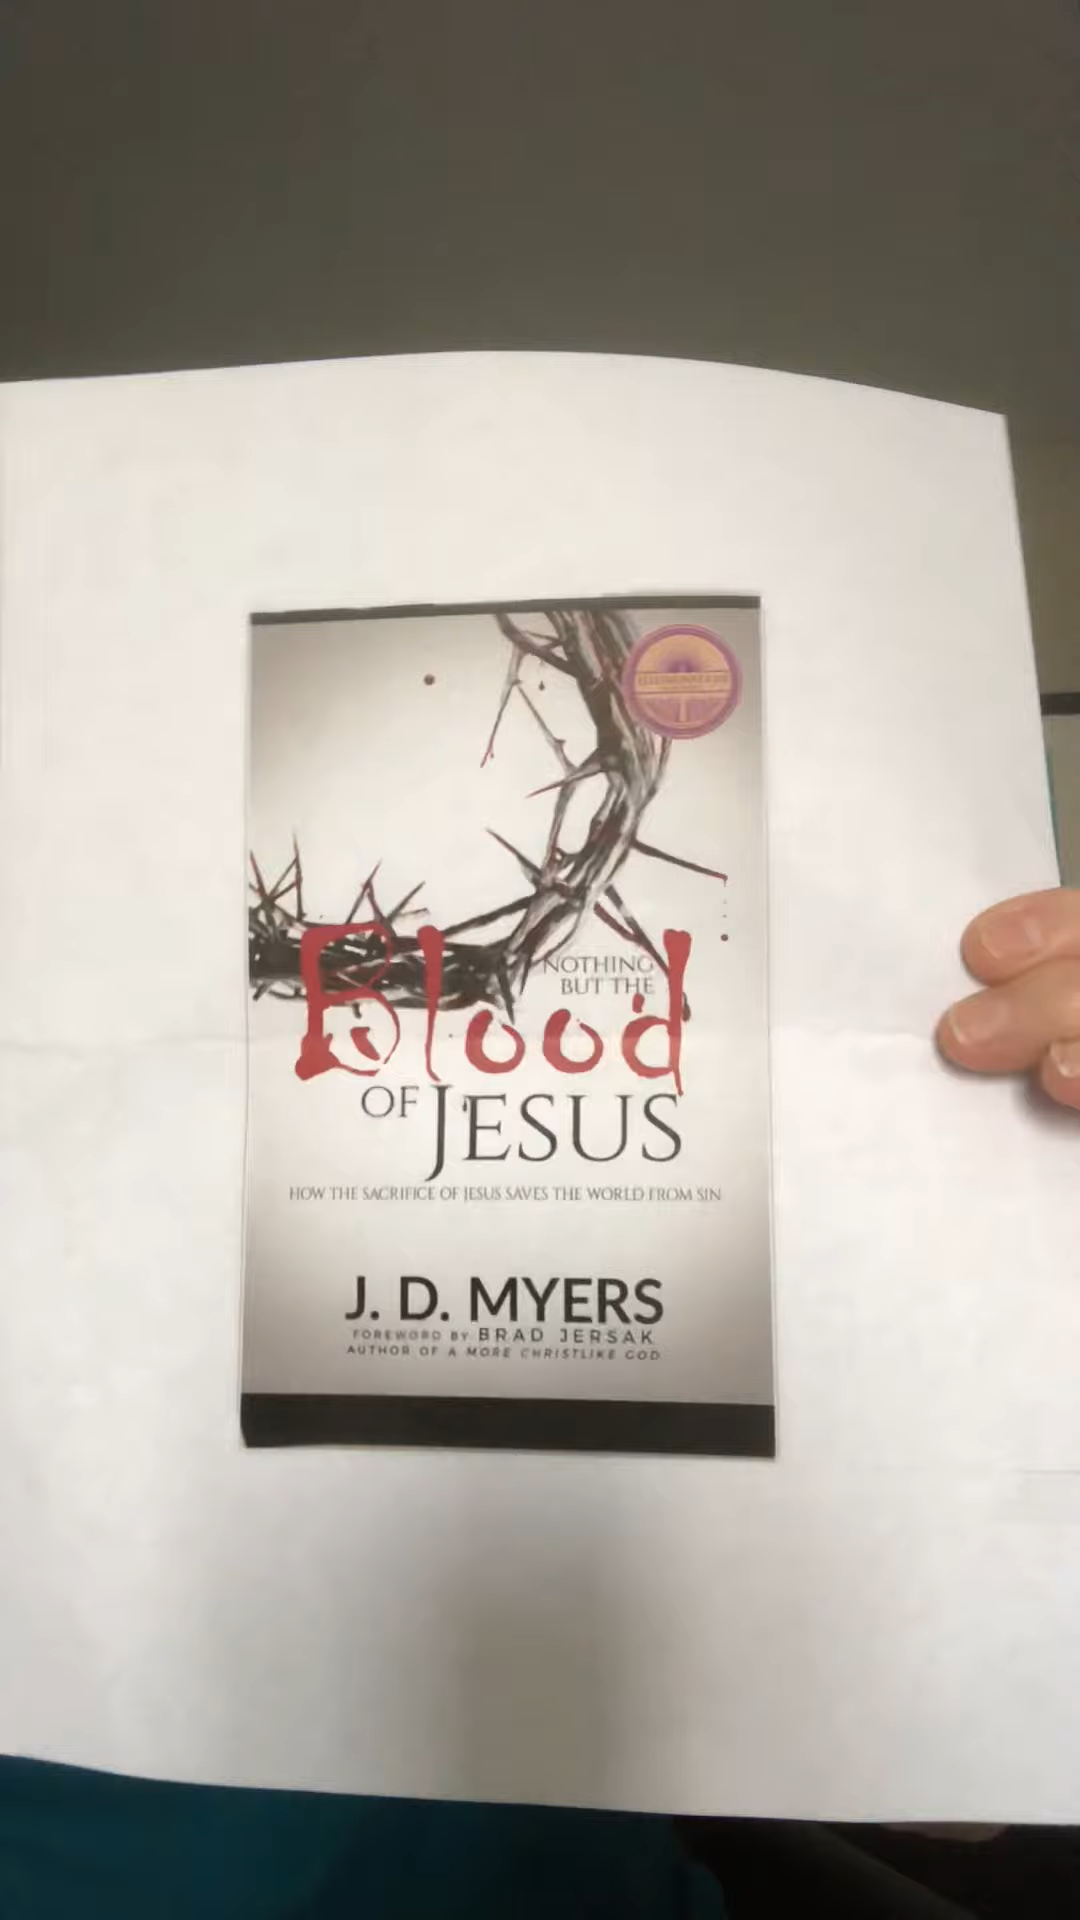 NOTHING
BUT THE
Blood
OF JESUS
HOW THE SACRIFICE OF JESUS SAVES THE WORLD FROM SIN
J. D. MYERS
FOREWORD BY BRAD JERSAK
AUTHOR OF A MORE CHRISTLIKE GOD